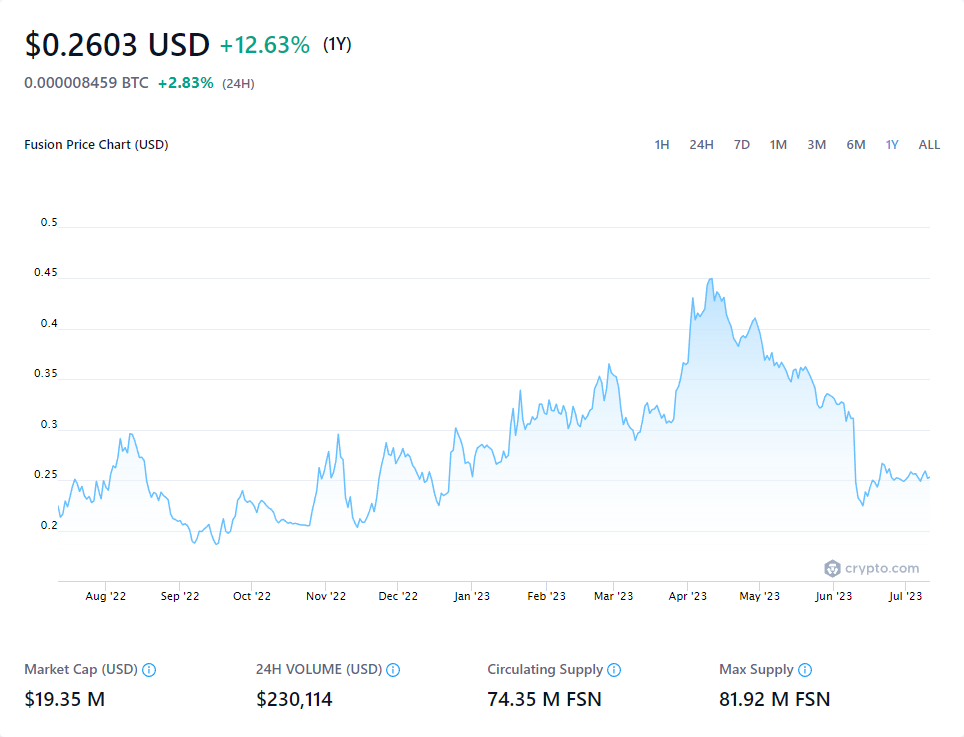 $0.2603 USD +12.63% (1Y)
0.000008459 BTC +2.83% (24H)
Fusion Price Chart (USD) 1H 24H 7D 1M 3M 6M 1Y ALL
0.5
0.45
0.4
0.35
0.3
0.25
0.2
crypto.com
Aug '22 Sep '22 Oct '22 Nov '22 Dec '22 Jan '23 Feb '23 Mar '23 Apr '23 May '23 Jun '23 Jul '23
Market Cap (USD) 24H VOLUME (USD) Circulating Supply Max Supply
$19.35 M $230,114 74.35 M FSN 81.92 M FSN